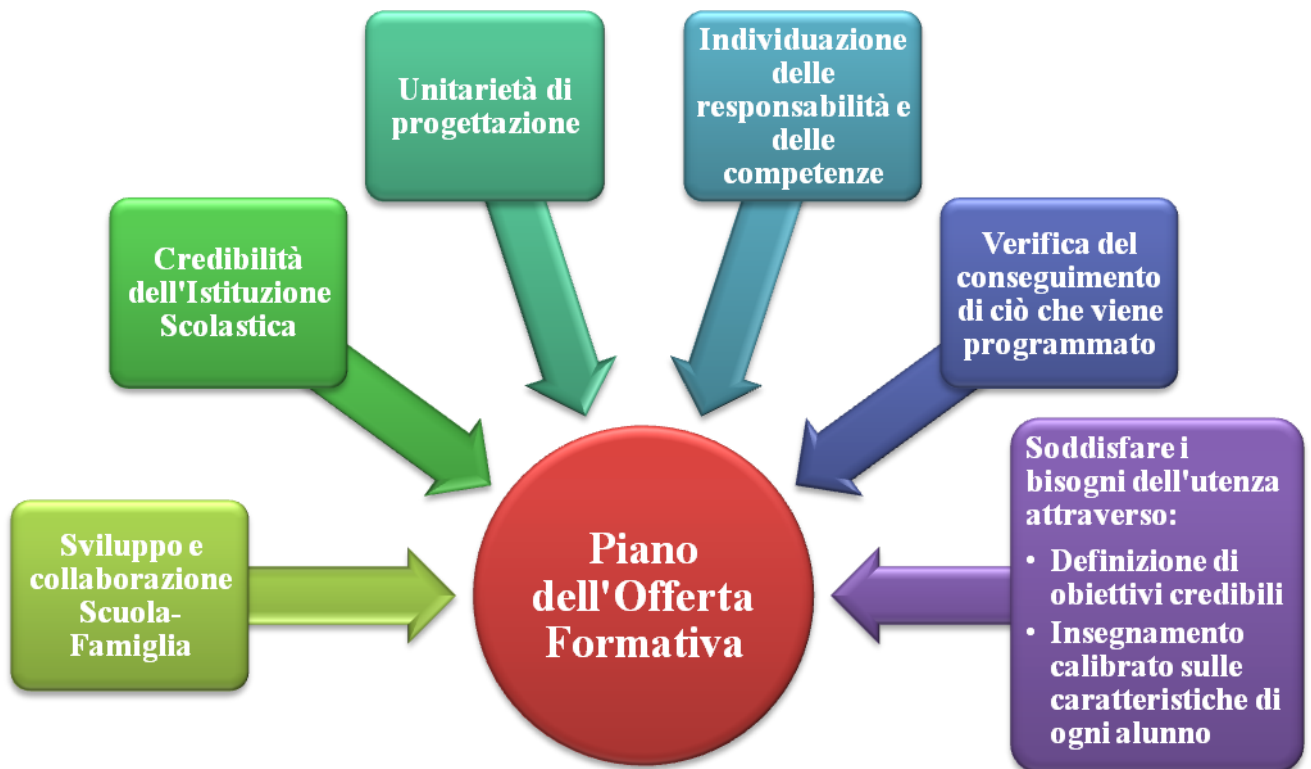 Sviluppo e
collaborazione
Scuola-
Famiglia
Credibilità
dell'Istituzione
Scolastica
Unitarietà di
progettazione
Individuazione
delle
responsabilità e
delle
competenze
Verifica del
conseguimento
di ciò che viene
programmato
Soddisfare i
bisogni dell'utenza
attraverso:
• Definizione di
obiettivi credibili
• Insegnamento
calibrato sulle
caratteristiche di
ogni alunno
Piano
dell'Offerta
Formativa